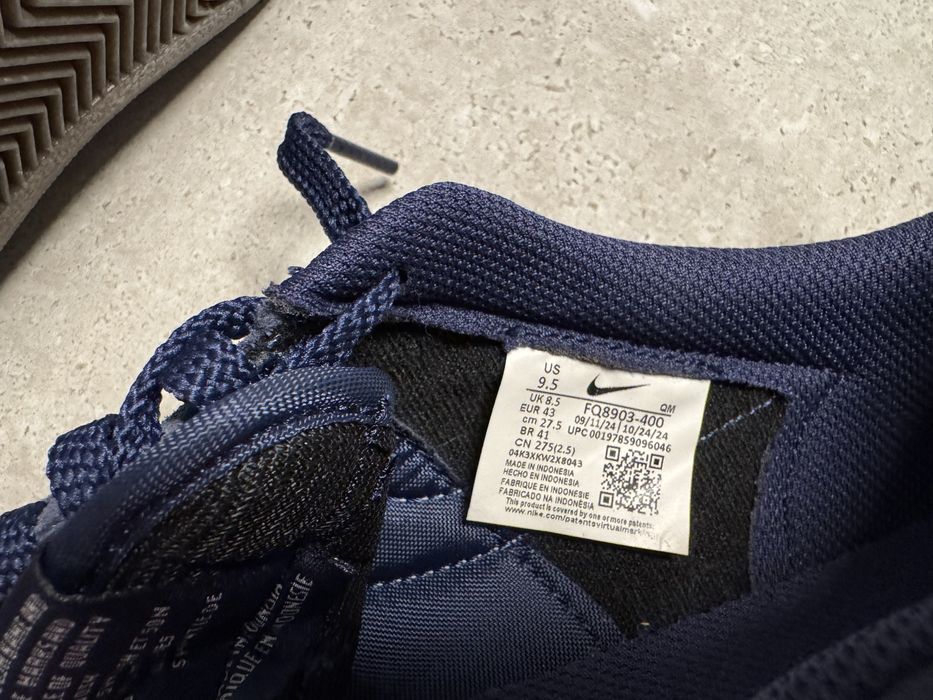 US
9.5
UK 8.5
EUR 43
cm 27.5
BR 41
CN 275(2.5)
QM
FQ8903-400
09/11/24 10/24/24
UPC 00197859096046
04K3XKW2X8043
MADE IN INDONESIA
HECHO EN INDONESIA
FABRIQUE EN INDONESIE
FABRICADO NA INDONÉSIA
This product is covered by one or more patents:
www.nike.com/patentsvirtualmarking
QUALITY